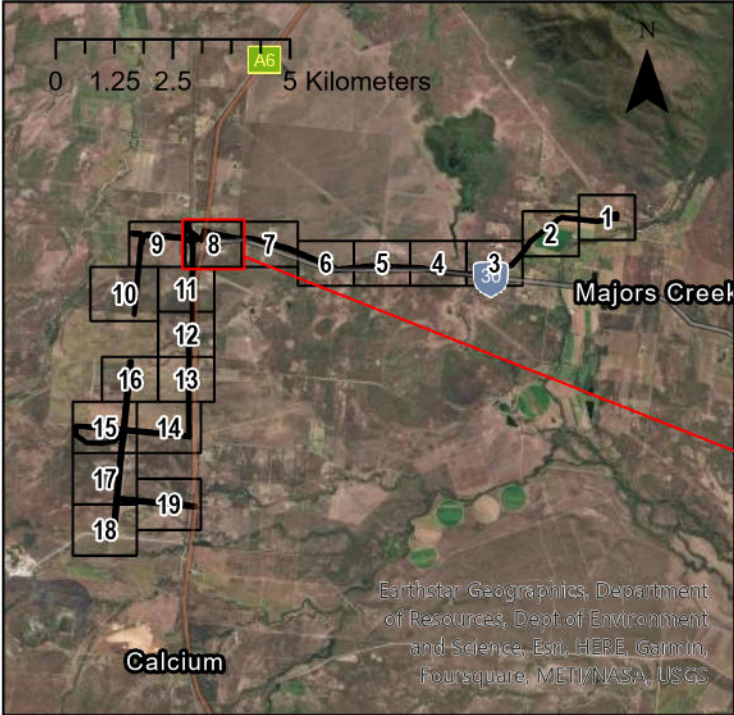 N
A6
0 1.25 2.5 5 Kilometers
1
2
9 8 7
6 5 4 3
30
10 11
Majors Creek
12
16 13
15 14
17
19
18
Earthstar Geographics, Department
of Resources, Dept of Environment
and Science, Esri, HERE, Garmin,
Foursquare, METI/NASA, USGS
Calcium